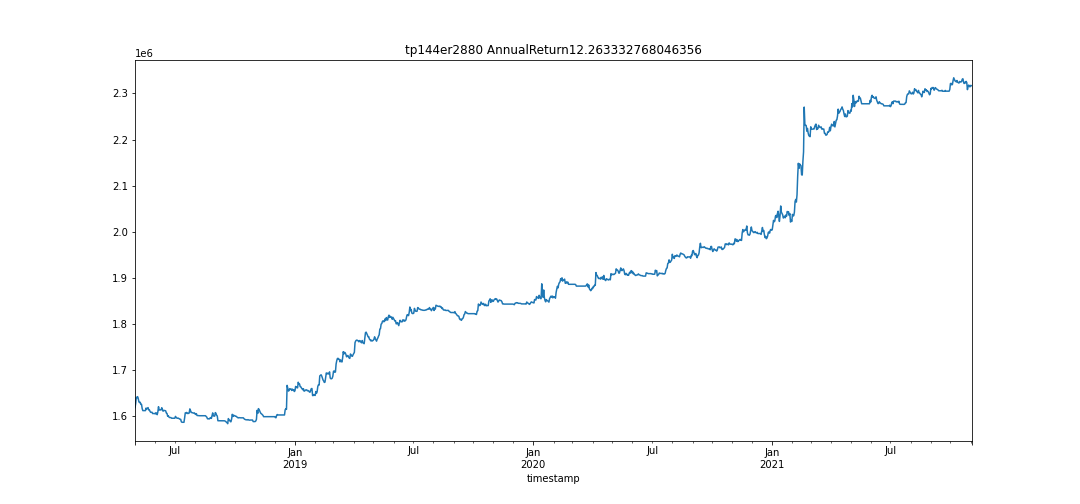 tp144er2880 AnnualReturn12.263332768046356
1e6
2.3
2.2
2.1
2.0
1.9
1.8
1.7
1.6
Jul Jan Jul Jan Jul Jan Jul
2019 2020 2021
timestamp